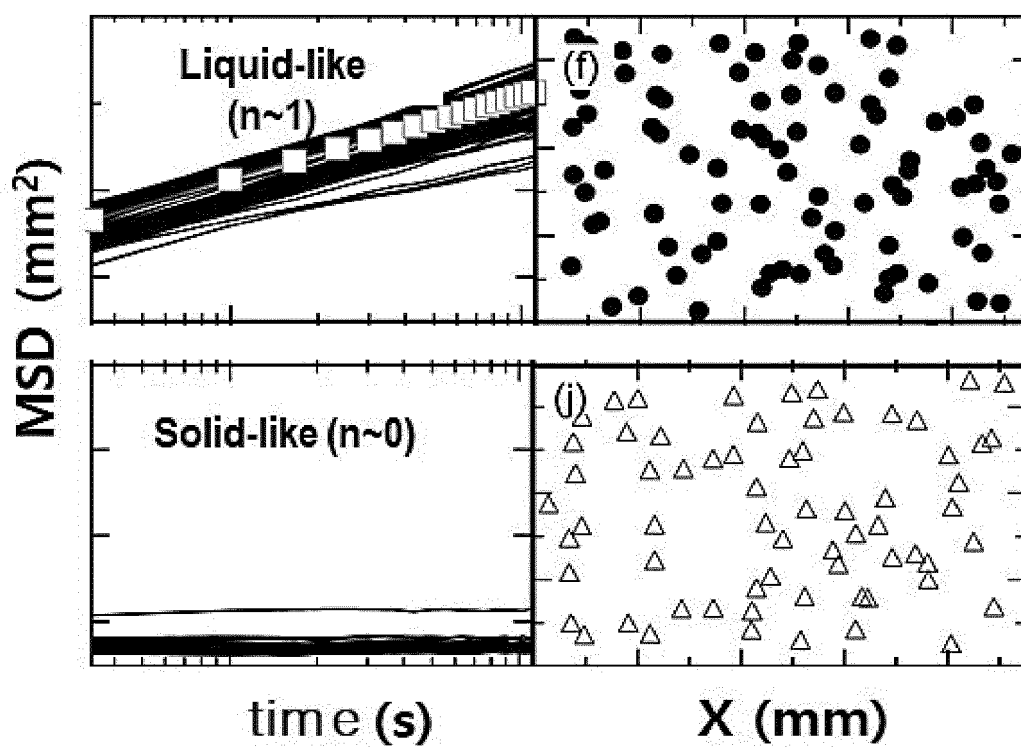 Liquid-like
(n~1)
(f)
MSD (mm²)
Solid-like (n~0)
(j)
time (s)
X (mm)